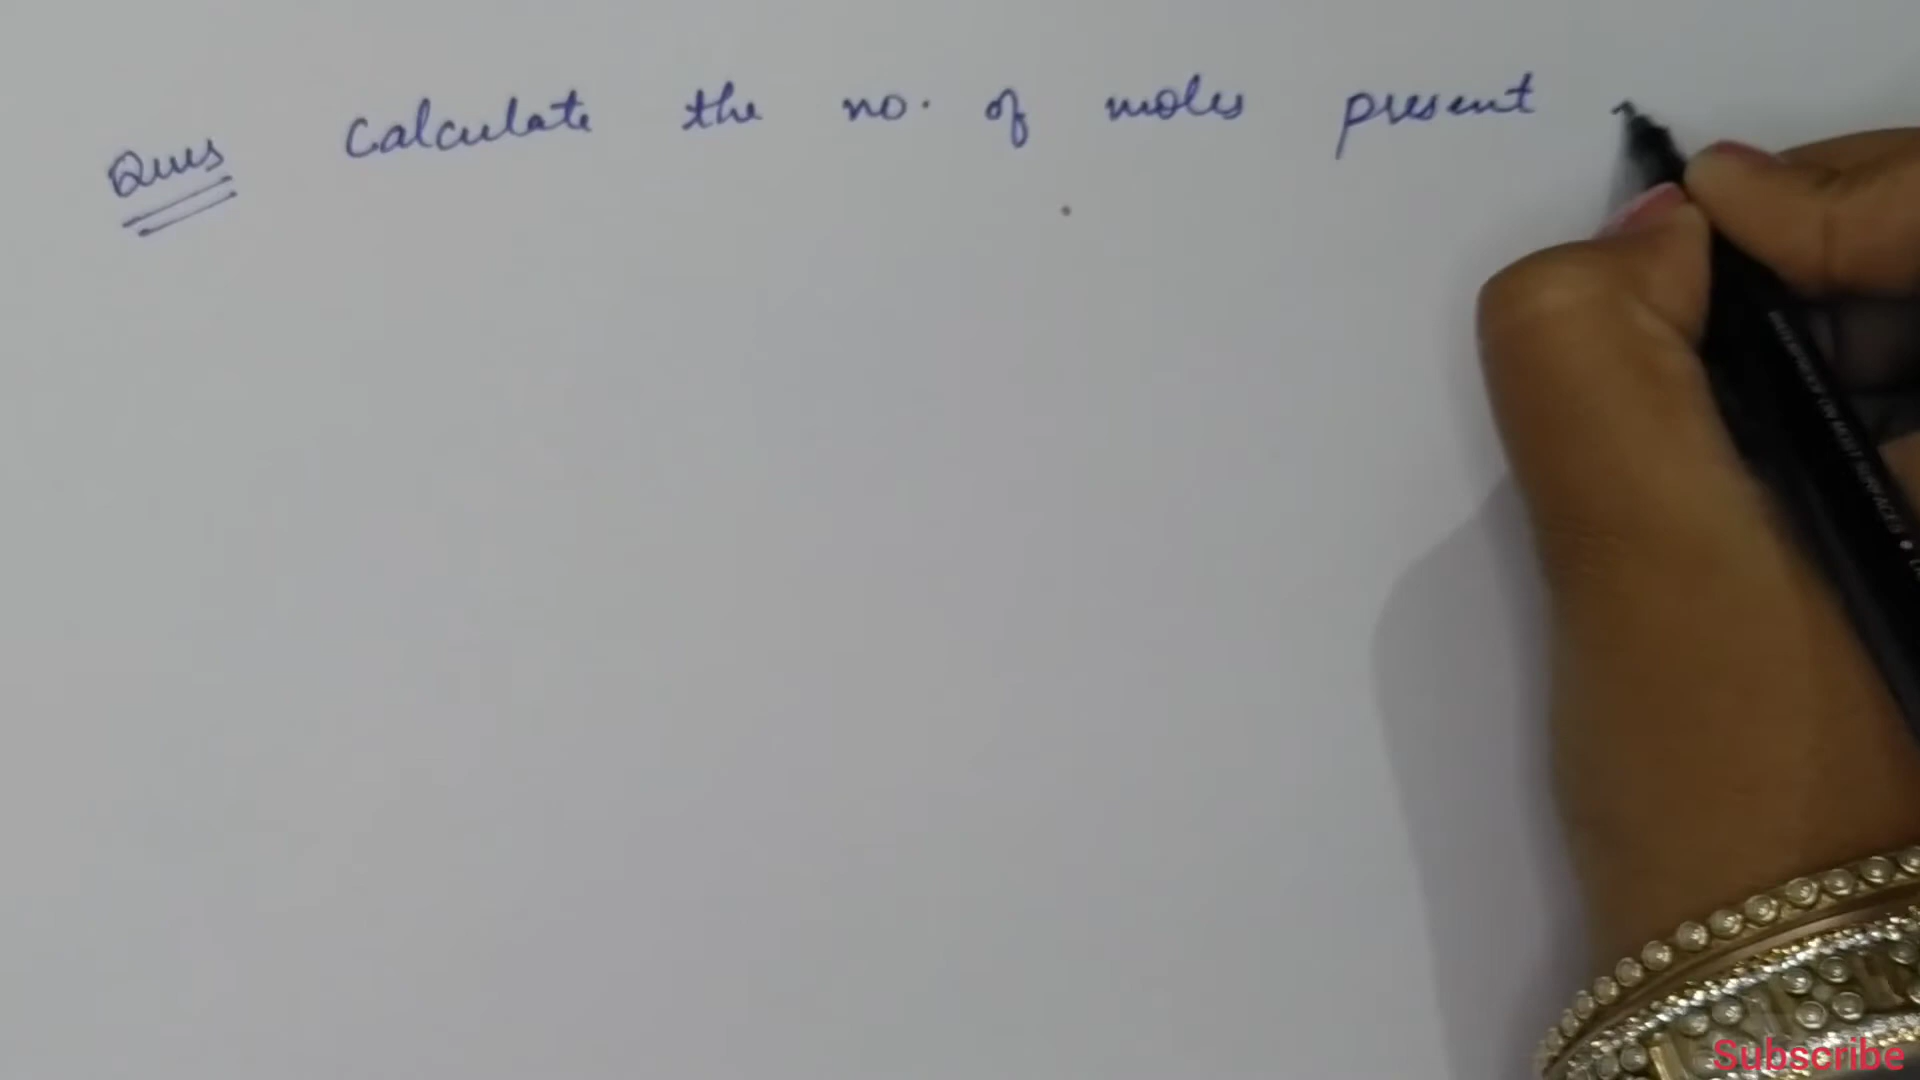 Ques Calculate the no. of moles present
Subscribe